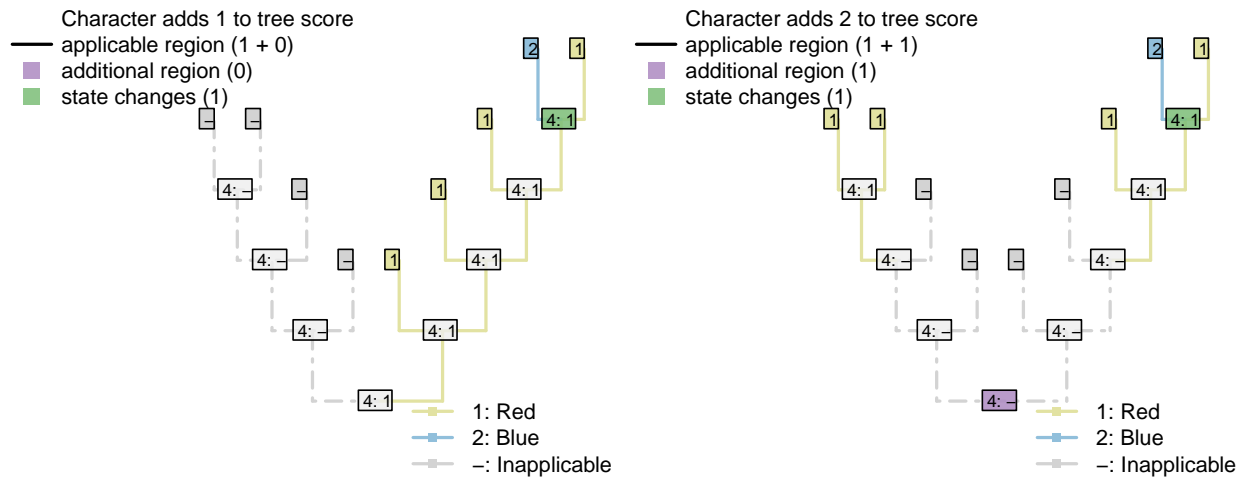 Character adds 1 to tree score
applicable region (1 + 0)
additional region (0)
state changes (1)
2
1
–
–
1
4: 1
4: –
–
1
4: 1
4: –
–
1
4: 1
4: –
4: 1
4: 1
1: Red
2: Blue
–: Inapplicable
Character adds 2 to tree score
applicable region (1 + 1)
additional region (1)
state changes (1)
2
1
1
1
1
4: 1
4: 1
–
–
4: 1
4: –
–
–
4: –
4: –
4: –
4: –
1: Red
2: Blue
–: Inapplicable